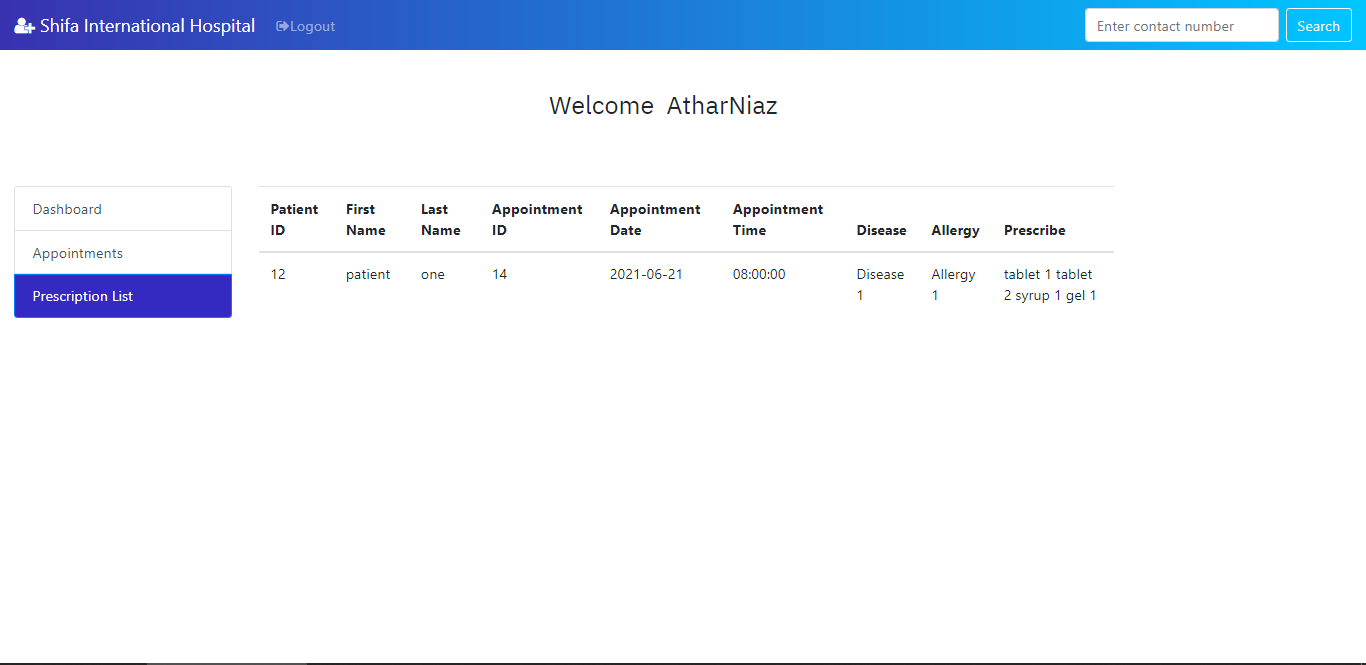 Shifa International Hospital Logout Enter contact number Search
Welcome AtharNiaz
Dashboard
Appointments
Prescription List
Patient ID First Name Last Name Appointment ID Appointment Date Appointment Time Disease Allergy Prescribe
12 patient one 14 2021-06-21 08:00:00 Disease 1 Allergy 1 tablet 1 tablet 2 syrup 1 gel 1